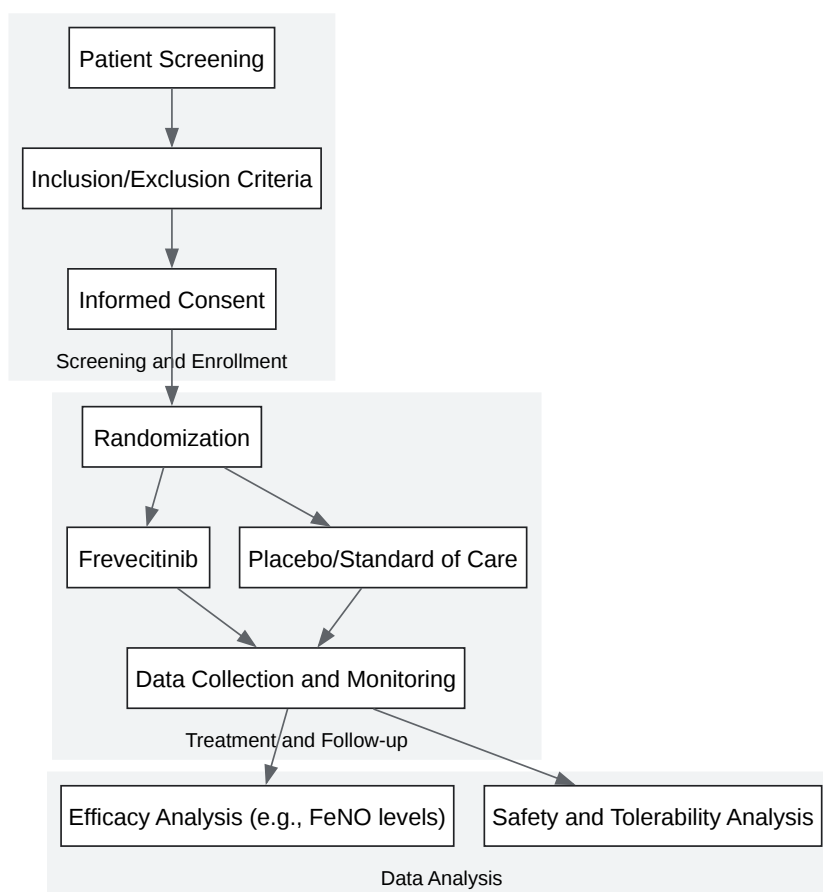 Patient Screening
Inclusion/Exclusion Criteria
Informed Consent
Screening and Enrollment
Randomization
Frevecitinib
Placebo/Standard of Care
Data Collection and Monitoring
Treatment and Follow-up
Efficacy Analysis (e.g., FeNO levels)
Safety and Tolerability Analysis
Data Analysis